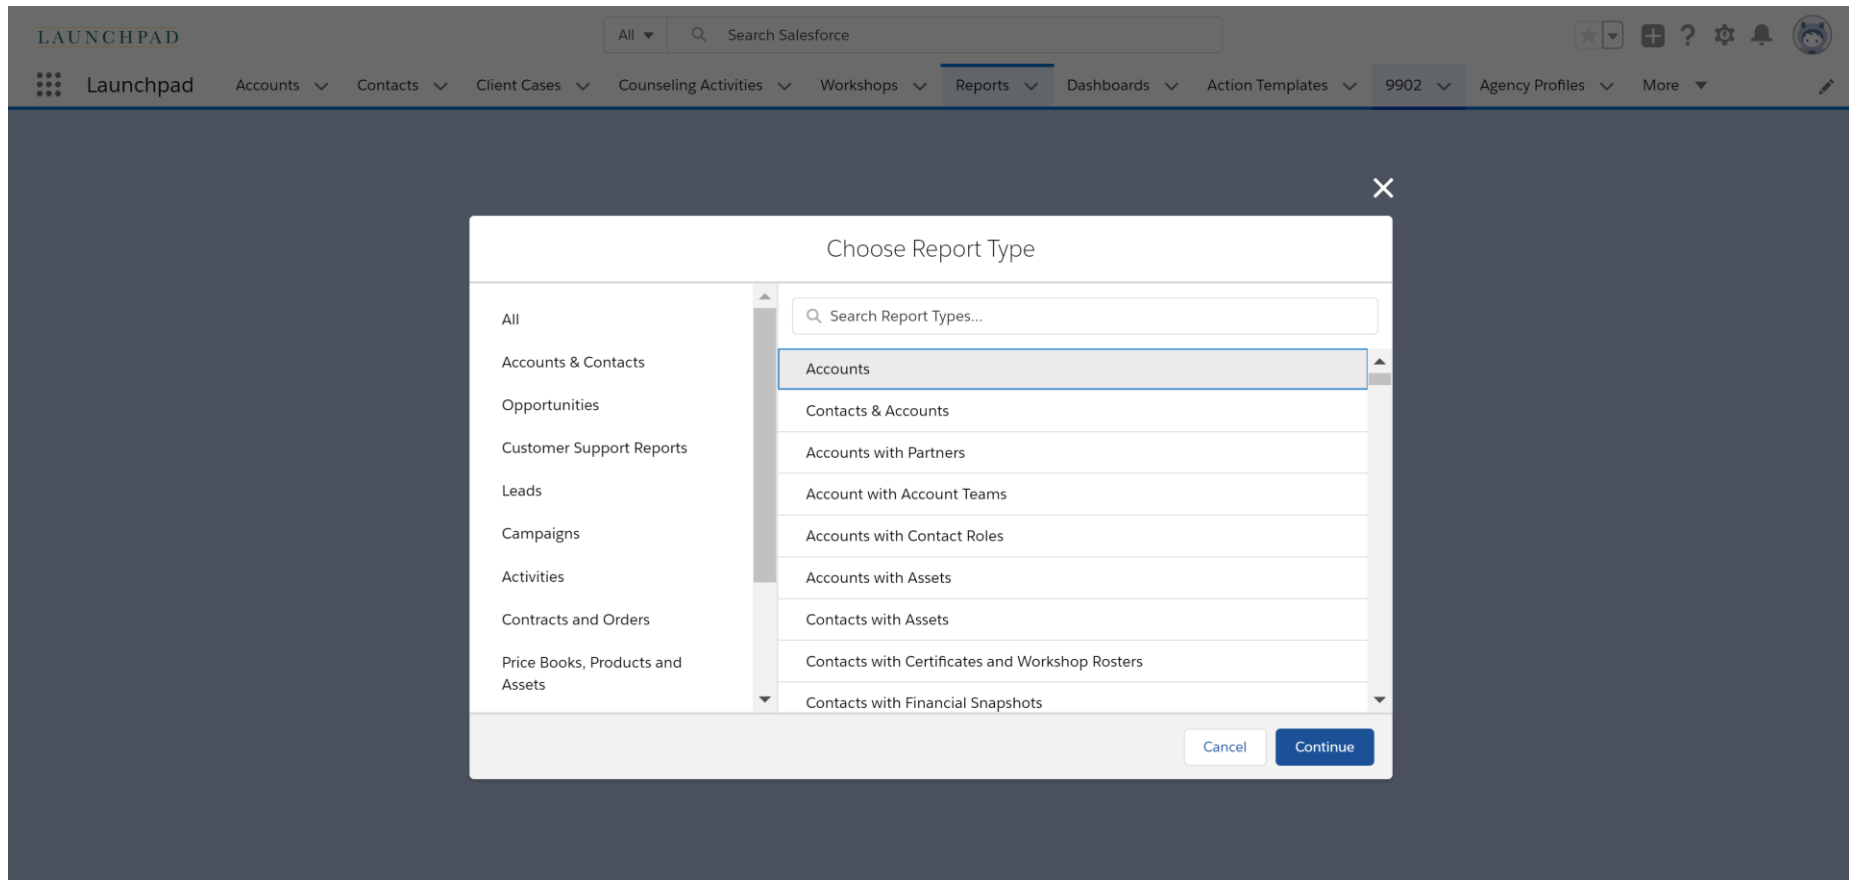 LAUNCHPAD
All
Search Salesforce
Launchpad
Accounts
Contacts
Client Cases
Counseling Activities
Workshops
Reports
Dashboards
Action Templates
9902
Agency Profiles
More
Choose Report Type
All
Accounts & Contacts
Opportunities
Customer Support Reports
Leads
Campaigns
Activities
Contracts and Orders
Price Books, Products and
Assets
Search Report Types...
Accounts
Contacts & Accounts
Accounts with Partners
Account with Account Teams
Accounts with Contact Roles
Accounts with Assets
Contacts with Assets
Contacts with Certificates and Workshop Rosters
Contacts with Financial Snapshots
Cancel
Continue